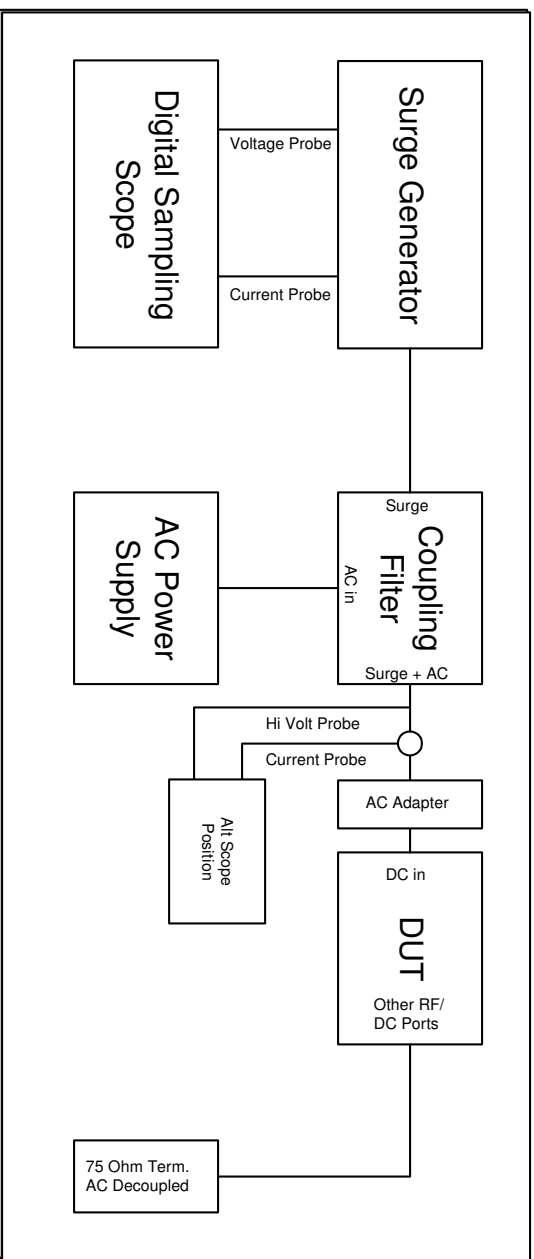 Surge Generator
Digital Sampling
Scope
Voltage Probe
Current Probe
Surge
Coupling
Filter
AC in
Surge + AC
AC Power
Supply
Hi Volt Probe
Current Probe
Alt Scope
Position
AC Adapter
DC in
DUT
Other RF/
DC Ports
75 Ohm Term.
AC Decoupled